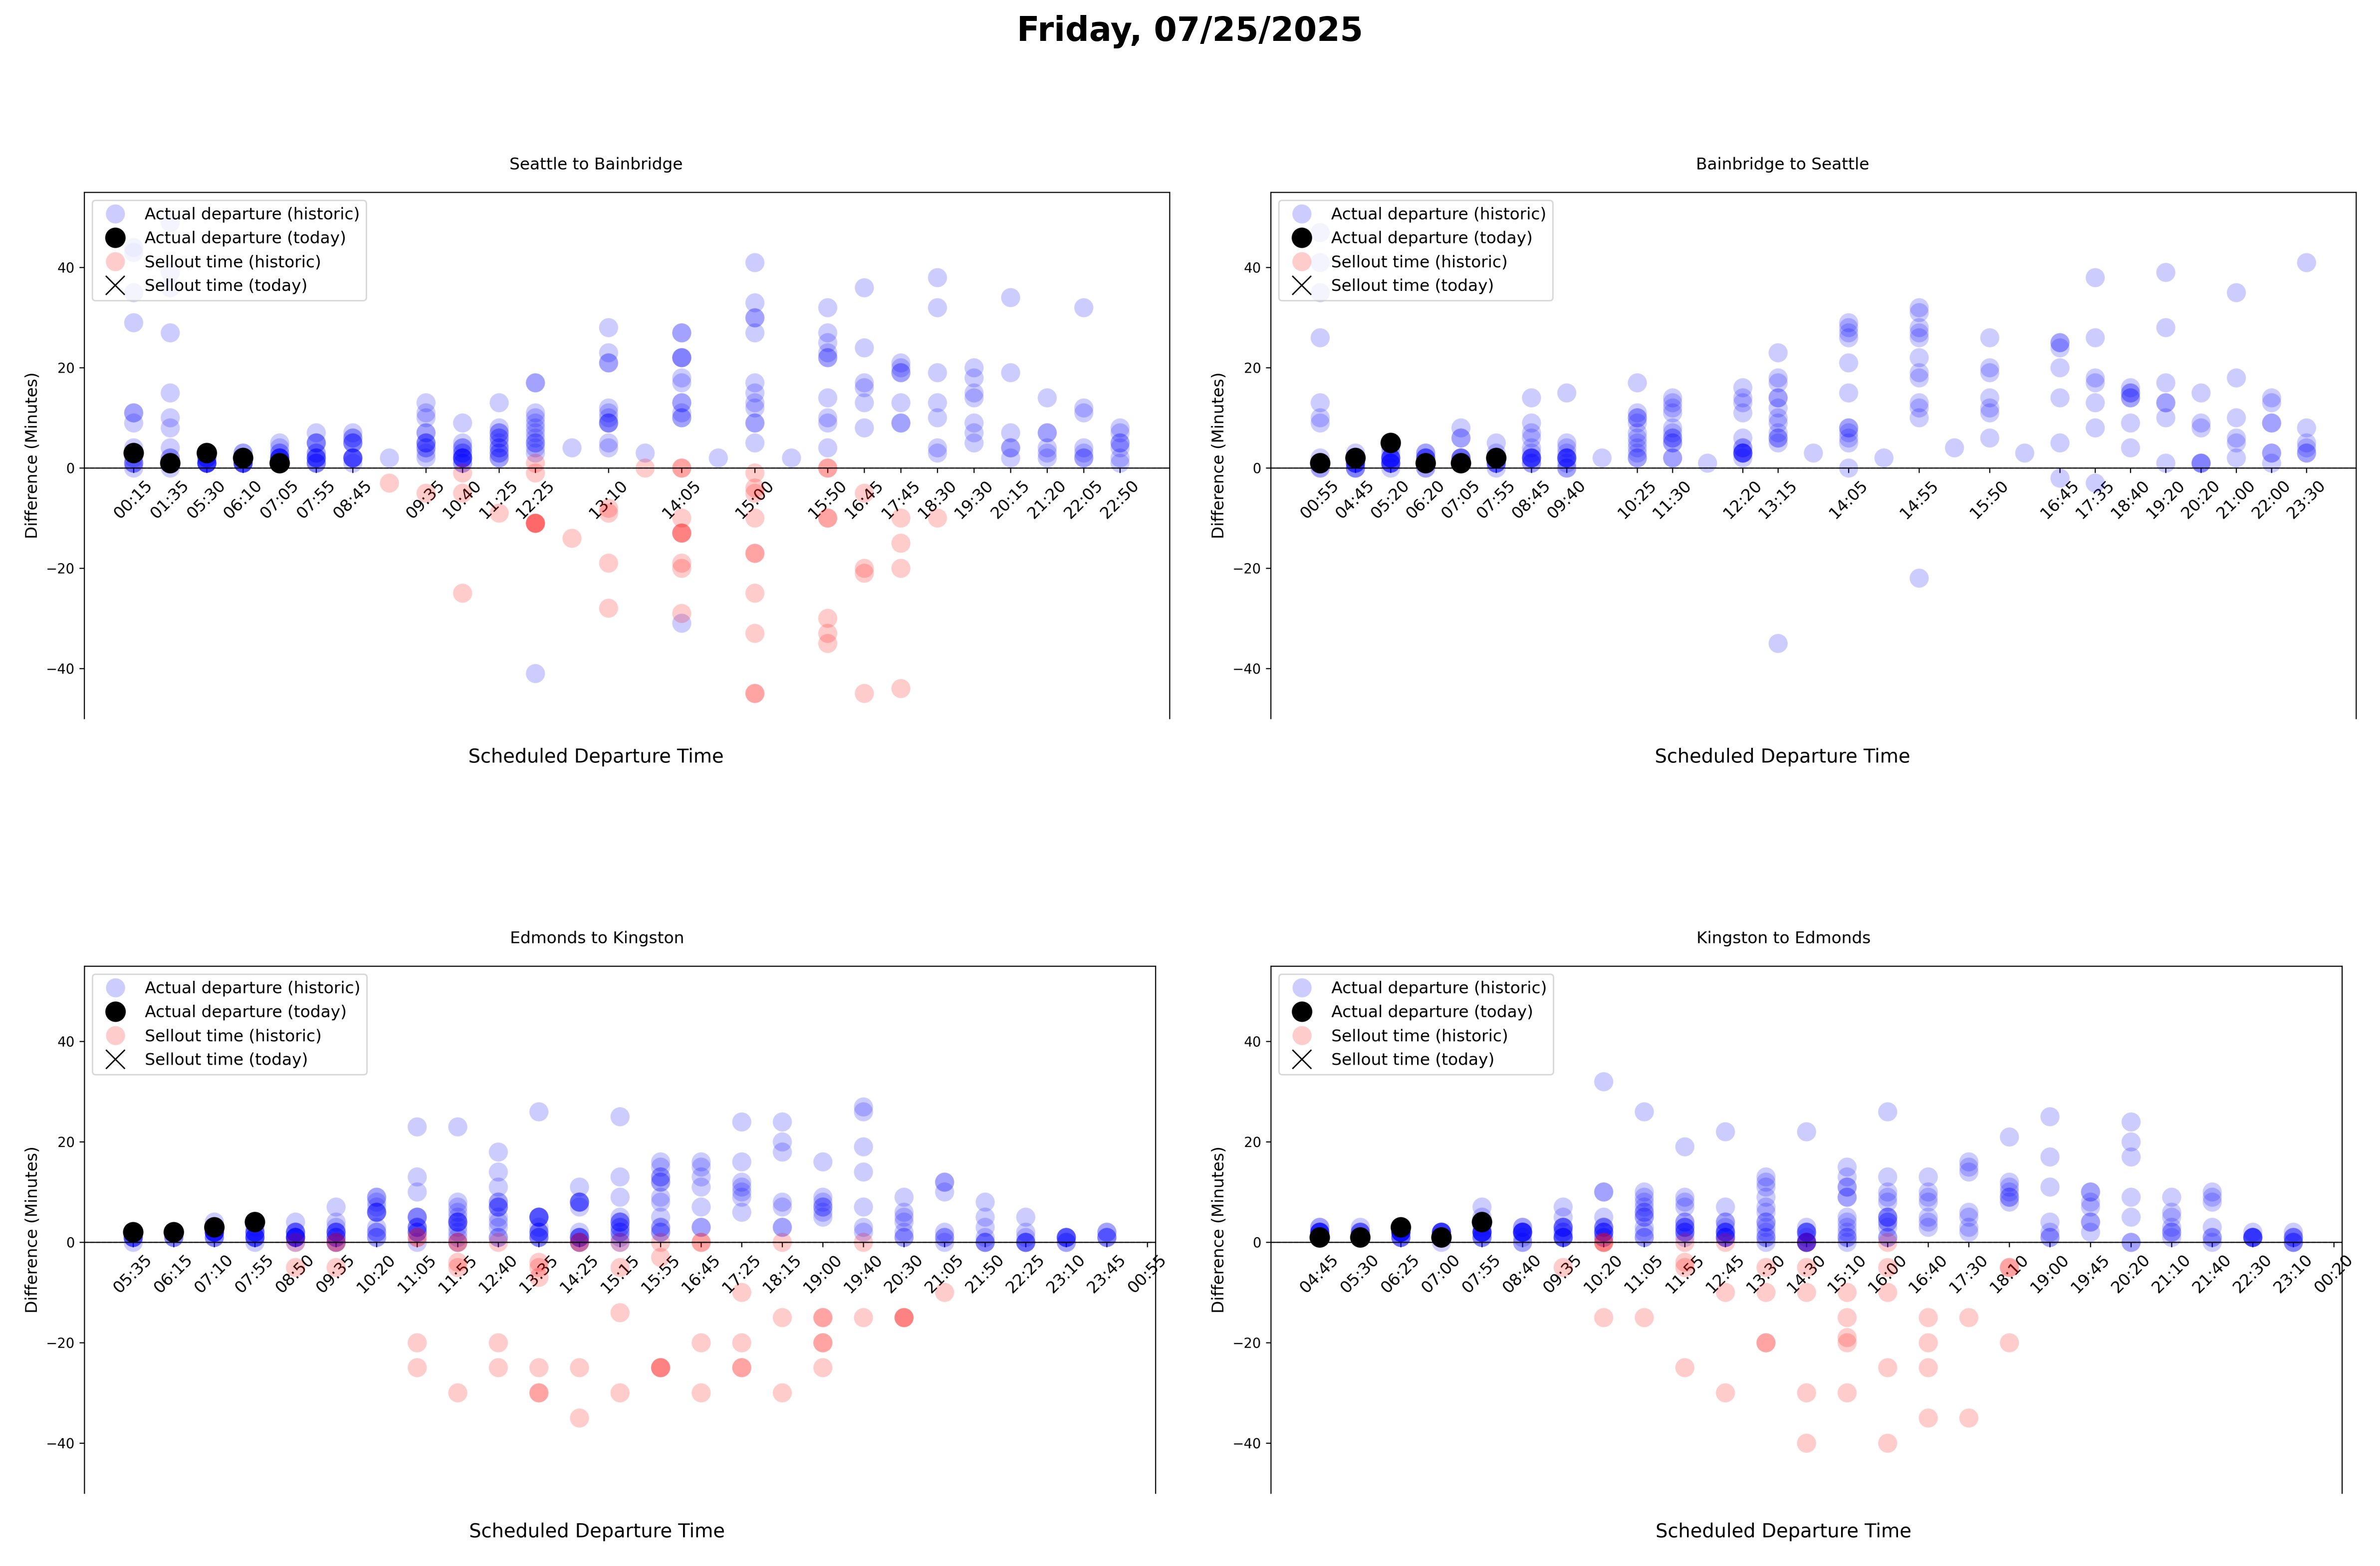 Friday, 07/25/2025
Seattle to Bainbridge
Actual departure (historic)
Actual departure (today)
Sellout time (historic)
Sellout time (today)
40
20
0
−20
−40
Difference (Minutes)
00:15 01:35 05:30 06:10 07:05 07:55 08:45 09:35 10:40 11:25 12:25 13:10 14:05 15:00 15:50 16:45 17:45 18:30 19:30 20:15 21:20 22:05 22:50
Scheduled Departure Time
Bainbridge to Seattle
Actual departure (historic)
Actual departure (today)
Sellout time (historic)
Sellout time (today)
40
20
0
−20
−40
Difference (Minutes)
00:55 04:45 05:20 06:20 07:05 07:55 08:45 09:40 10:25 11:30 12:20 13:15 14:05 14:55 15:50 16:45 17:35 18:40 19:20 20:20 21:00 22:00 23:30
Scheduled Departure Time
Edmonds to Kingston
Actual departure (historic)
Actual departure (today)
Sellout time (historic)
Sellout time (today)
40
20
0
−20
−40
Difference (Minutes)
05:35 06:15 07:10 07:55 08:50 09:35 10:20 11:05 11:55 12:40 13:35 14:25 15:15 15:55 16:45 17:25 18:15 19:00 19:40 20:30 21:05 21:50 22:25 23:10 23:45 00:55
Scheduled Departure Time
Kingston to Edmonds
Actual departure (historic)
Actual departure (today)
Sellout time (historic)
Sellout time (today)
40
20
0
−20
−40
Difference (Minutes)
04:45 05:30 06:25 07:00 07:55 08:40 09:35 10:20 11:05 11:55 12:45 13:30 14:30 15:10 16:00 16:40 17:30 18:10 19:00 19:45 20:20 21:10 21:40 22:30 23:10 00:20
Scheduled Departure Time